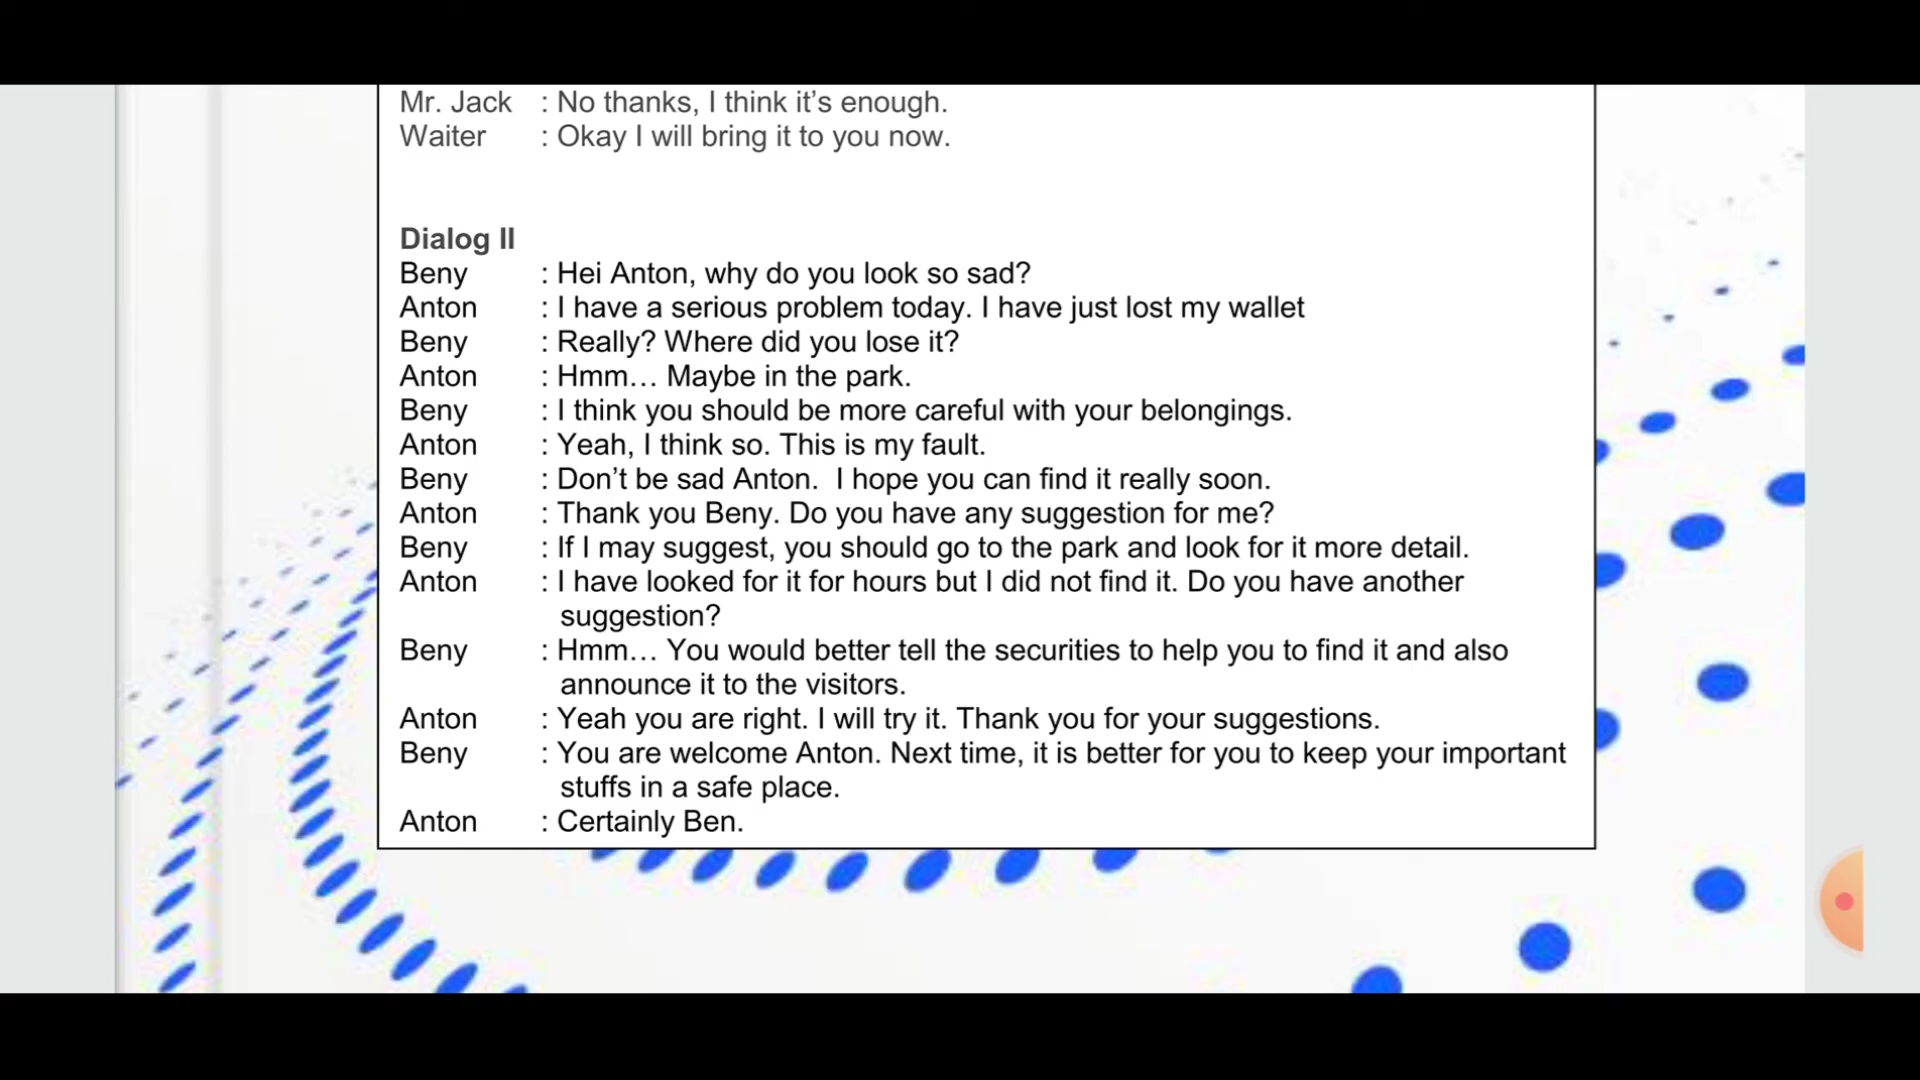 Mr. Jack : No thanks, I think it’s enough.
Waiter : Okay I will bring it to you now.
Dialog II
Beny : Hei Anton, why do you look so sad?
Anton : I have a serious problem today. I have just lost my wallet
Beny : Really? Where did you lose it?
Anton : Hmm… Maybe in the park.
Beny : I think you should be more careful with your belongings.
Anton : Yeah, I think so. This is my fault.
Beny : Don’t be sad Anton.  I hope you can find it really soon.
Anton : Thank you Beny. Do you have any suggestion for me?
Beny : If I may suggest, you should go to the park and look for it more detail.
Anton : I have looked for it for hours but I did not find it. Do you have another
suggestion?
Beny : Hmm… You would better tell the securities to help you to find it and also
announce it to the visitors.
Anton : Yeah you are right. I will try it. Thank you for your suggestions.
Beny : You are welcome Anton. Next time, it is better for you to keep your important
stuffs in a safe place.
Anton : Certainly Ben.